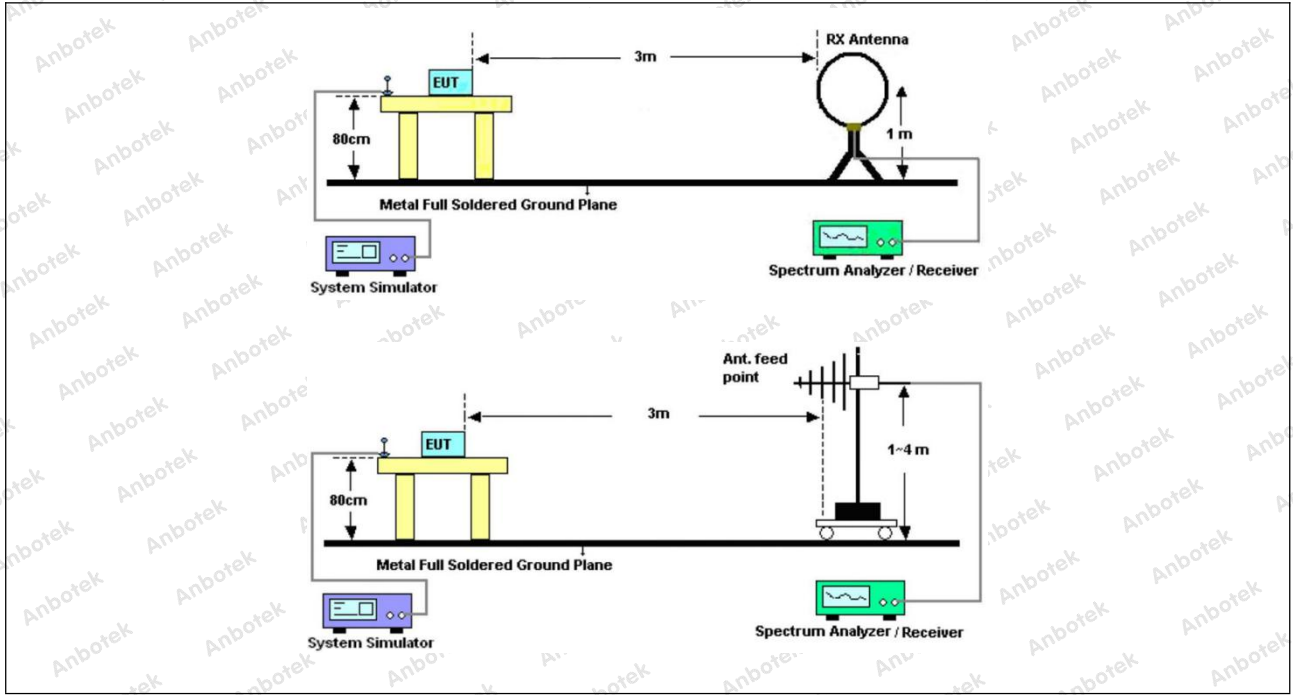 RX Antenna
3m
EUT
80cm
1 m
Metal Full Soldered Ground Plane
Spectrum Analyzer / Receiver
System Simulator
Ant. feed
point
3m
EUT
1~4 m
80cm
Metal Full Soldered Ground Plane
Spectrum Analyzer / Receiver
System Simulator
Anbotek